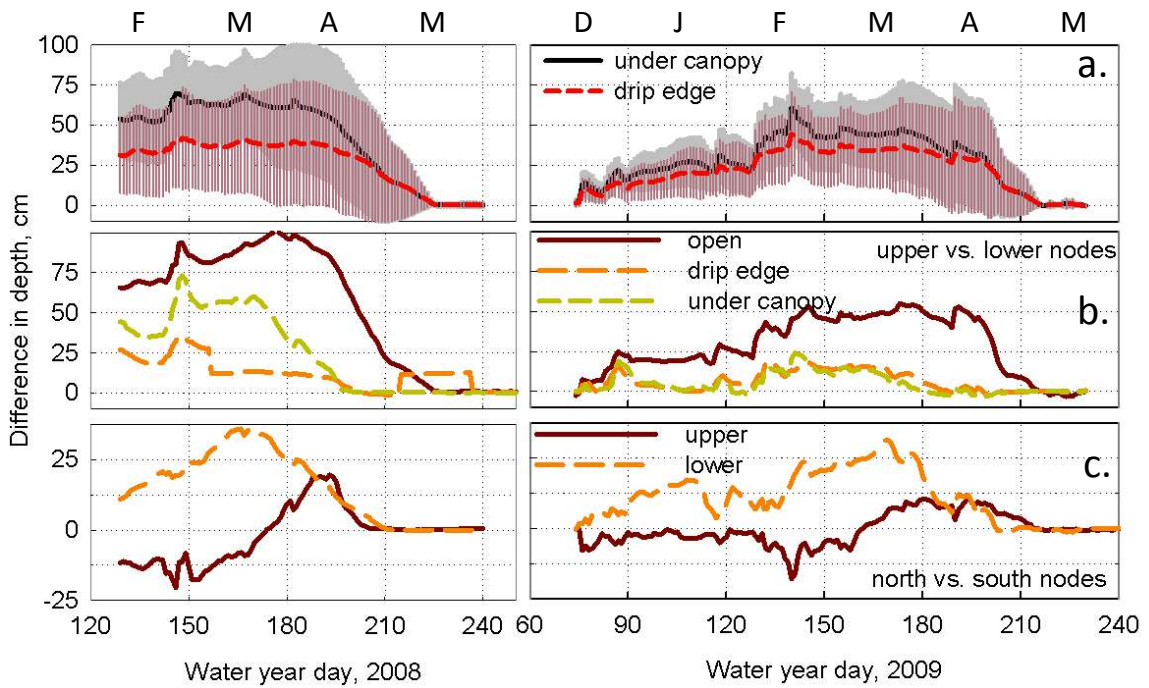 F M A M D J F M A M
100
75
50
25
0
under canopy
drip edge
a.
75
50
25
0
open
drip edge
under canopy
upper vs. lower nodes
b.
Difference in depth, cm
25
0
-25
upper
lower
c.
north vs. south nodes
120 150 180 210 240 60 90 120 150 180 210 240
Water year day, 2008 Water year day, 2009